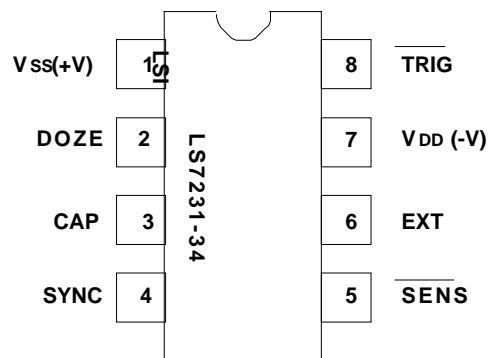 VSS(+V) 1 LSI 8 TRIG
DOZE 2 7 VDD (-V)
LS7231-34
CAP 3 6 EXT
SYNC 4 5 SENS